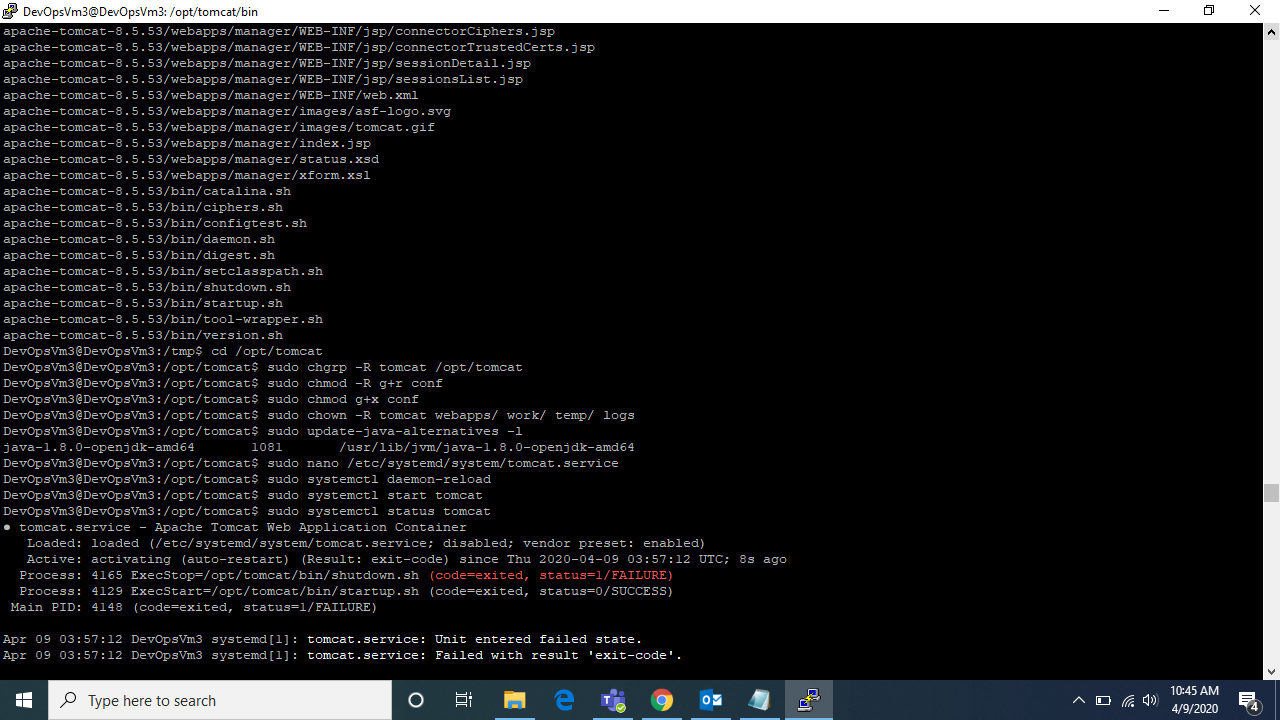 DevOpsVm3@DevOpsVm3: /opt/tomcat/bin
apache-tomcat-8.5.53/webapps/manager/WEB-INF/jsp/connectorCiphers.jsp
apache-tomcat-8.5.53/webapps/manager/WEB-INF/jsp/connectorTrustedCerts.jsp
apache-tomcat-8.5.53/webapps/manager/WEB-INF/jsp/sessionDetail.jsp
apache-tomcat-8.5.53/webapps/manager/WEB-INF/jsp/sessionsList.jsp
apache-tomcat-8.5.53/webapps/manager/WEB-INF/web.xml
apache-tomcat-8.5.53/webapps/manager/images/asf-logo.svg
apache-tomcat-8.5.53/webapps/manager/images/tomcat.gif
apache-tomcat-8.5.53/webapps/manager/index.jsp
apache-tomcat-8.5.53/webapps/manager/status.xsd
apache-tomcat-8.5.53/webapps/manager/xform.xsl
apache-tomcat-8.5.53/bin/catalina.sh
apache-tomcat-8.5.53/bin/ciphers.sh
apache-tomcat-8.5.53/bin/configtest.sh
apache-tomcat-8.5.53/bin/daemon.sh
apache-tomcat-8.5.53/bin/digest.sh
apache-tomcat-8.5.53/bin/setclasspath.sh
apache-tomcat-8.5.53/bin/shutdown.sh
apache-tomcat-8.5.53/bin/startup.sh
apache-tomcat-8.5.53/bin/tool-wrapper.sh
apache-tomcat-8.5.53/bin/version.sh
DevOpsVm3@DevOpsVm3:/tmp$ cd /opt/tomcat
DevOpsVm3@DevOpsVm3:/opt/tomcat$ sudo chgrp -R tomcat /opt/tomcat
DevOpsVm3@DevOpsVm3:/opt/tomcat$ sudo chmod -R g+r conf
DevOpsVm3@DevOpsVm3:/opt/tomcat$ sudo chmod g+x conf
DevOpsVm3@DevOpsVm3:/opt/tomcat$ sudo chown -R tomcat webapps/ work/ temp/ logs
DevOpsVm3@DevOpsVm3:/opt/tomcat$ sudo update-java-alternatives -l
java-1.8.0-openjdk-amd64       1081       /usr/lib/jvm/java-1.8.0-openjdk-amd64
DevOpsVm3@DevOpsVm3:/opt/tomcat$ sudo nano /etc/systemd/system/tomcat.service
DevOpsVm3@DevOpsVm3:/opt/tomcat$ sudo systemctl daemon-reload
DevOpsVm3@DevOpsVm3:/opt/tomcat$ sudo systemctl start tomcat
DevOpsVm3@DevOpsVm3:/opt/tomcat$ sudo systemctl status tomcat
● tomcat.service - Apache Tomcat Web Application Container
   Loaded: loaded (/etc/systemd/system/tomcat.service; disabled; vendor preset: enabled)
   Active: activating (auto-restart) (Result: exit-code) since Thu 2020-04-09 03:57:12 UTC; 8s ago
  Process: 4165 ExecStop=/opt/tomcat/bin/shutdown.sh (code=exited, status=1/FAILURE)
  Process: 4129 ExecStart=/opt/tomcat/bin/startup.sh (code=exited, status=0/SUCCESS)
 Main PID: 4148 (code=exited, status=1/FAILURE)
Apr 09 03:57:12 DevOpsVm3 systemd[1]: tomcat.service: Unit entered failed state.
Apr 09 03:57:12 DevOpsVm3 systemd[1]: tomcat.service: Failed with result 'exit-code'.
Type here to search
10:45 AM
4/9/2020
4